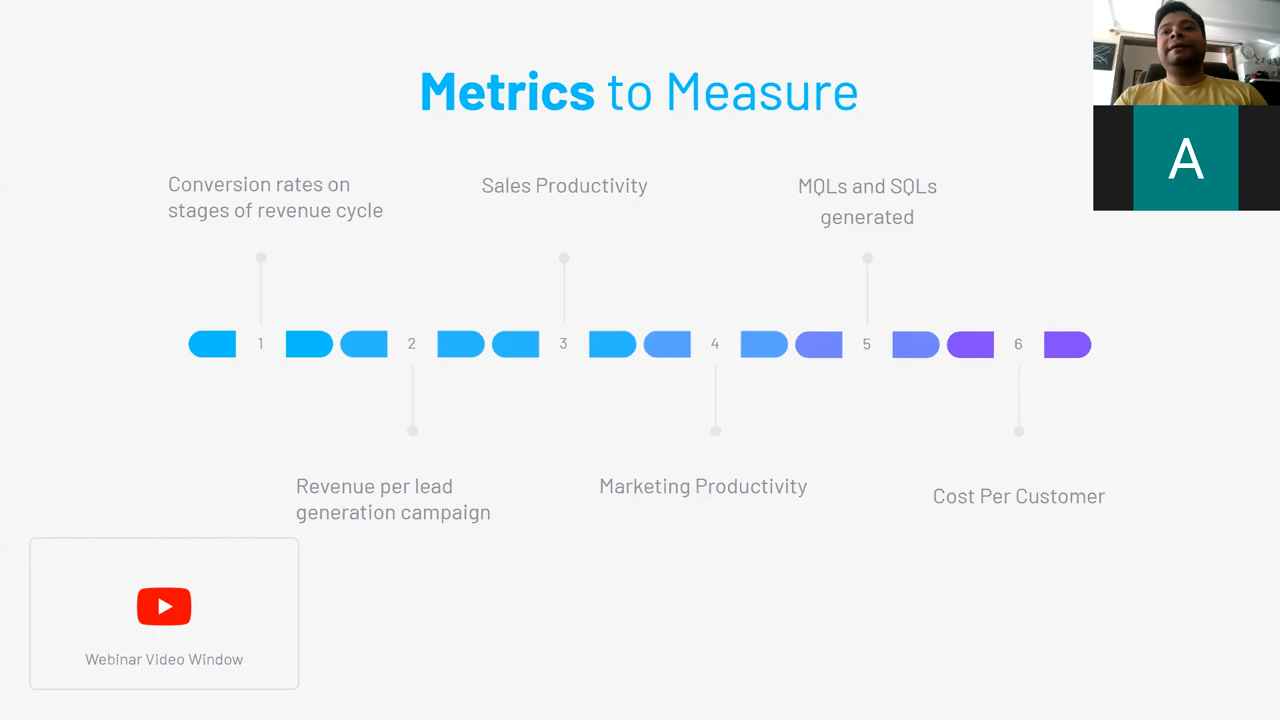 Metrics to Measure
Conversion rates on
stages of revenue cycle
Sales Productivity
MQLs and SQLs
generated
A
1
2
3
4
5
6
Revenue per lead
generation campaign
Marketing Productivity
Cost Per Customer
Webinar Video Window